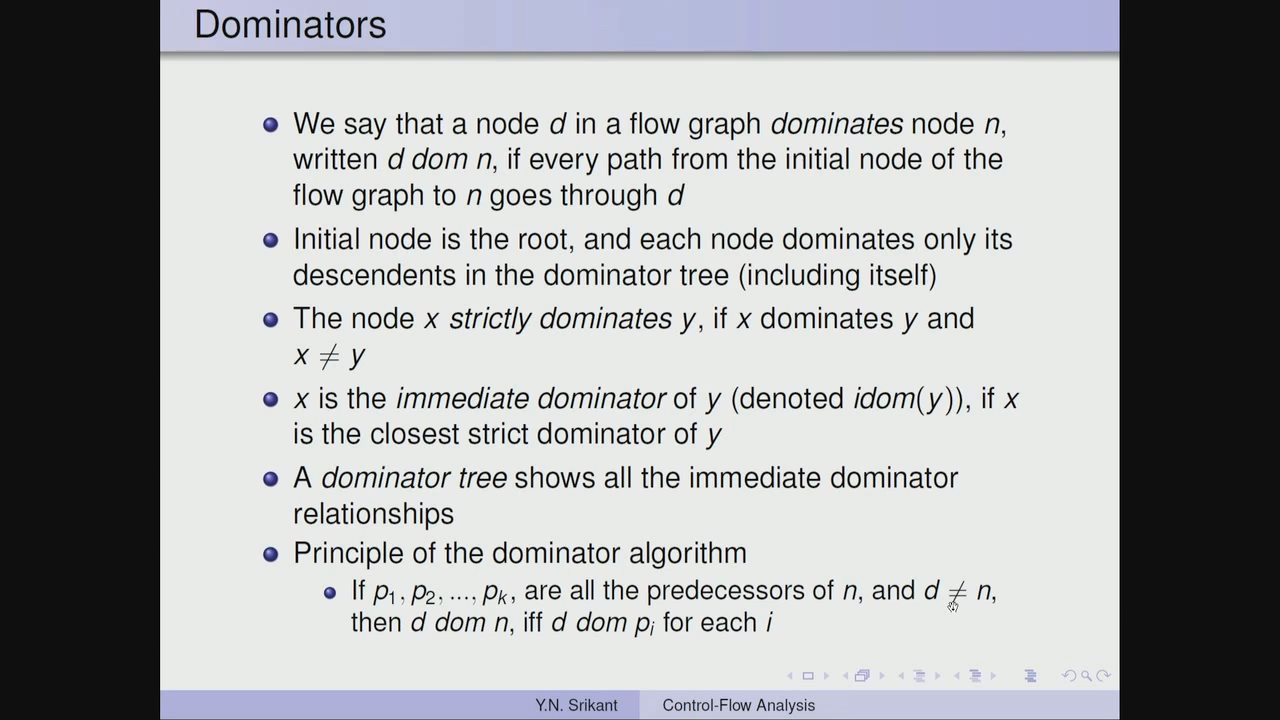 Dominators
We say that a node d in a flow graph dominates node n,
written d dom n, if every path from the initial node of the
flow graph to n goes through d
Initial node is the root, and each node dominates only its
descendents in the dominator tree (including itself)
The node x strictly dominates y, if x dominates y and
x ≠ y
x is the immediate dominator of y (denoted idom(y)), if x
is the closest strict dominator of y
A dominator tree shows all the immediate dominator
relationships
Principle of the dominator algorithm
If p₁, p₂, ..., pₖ, are all the predecessors of n, and d ≠ n,
then d dom n, iff d dom pᵢ for each i
Y.N. Srikant Control-Flow Analysis